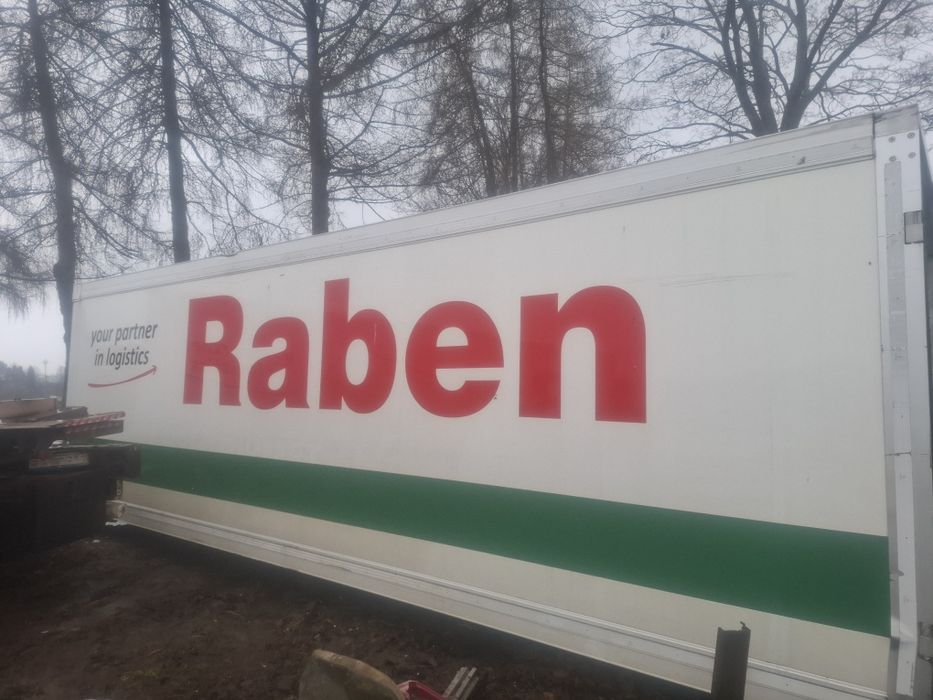 your partner
in logistics
Raben